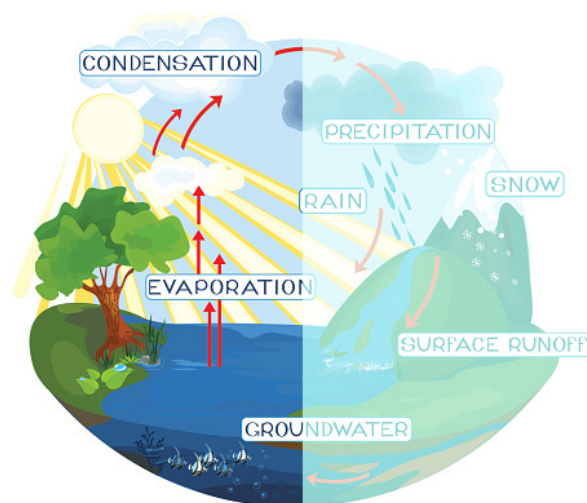 CONDENSATION
PRECIPITATION
SNOW
RAIN
EVAPORATION
SURFACE RUNOFF
GROUNDWATER